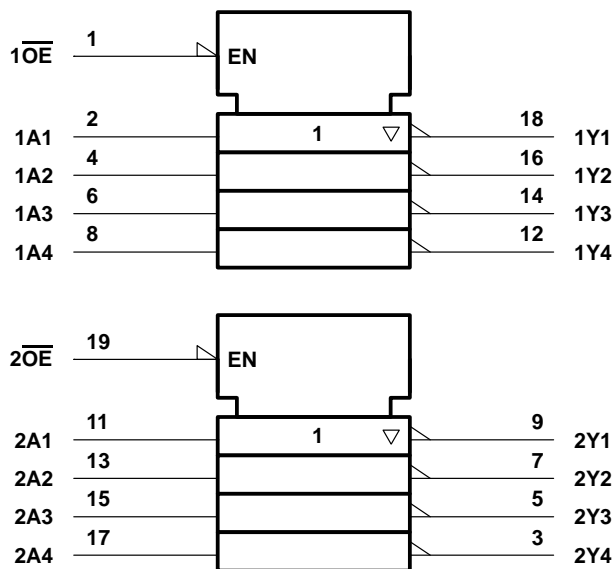 1O̅E̅ 1 EN
1A1 2 1 ▽ 18 1Y1
1A2 4 16 1Y2
1A3 6 14 1Y3
1A4 8 12 1Y4
2O̅E̅ 19 EN
2A1 11 1 ▽ 9 2Y1
2A2 13 7 2Y2
2A3 15 5 2Y3
2A4 17 3 2Y4